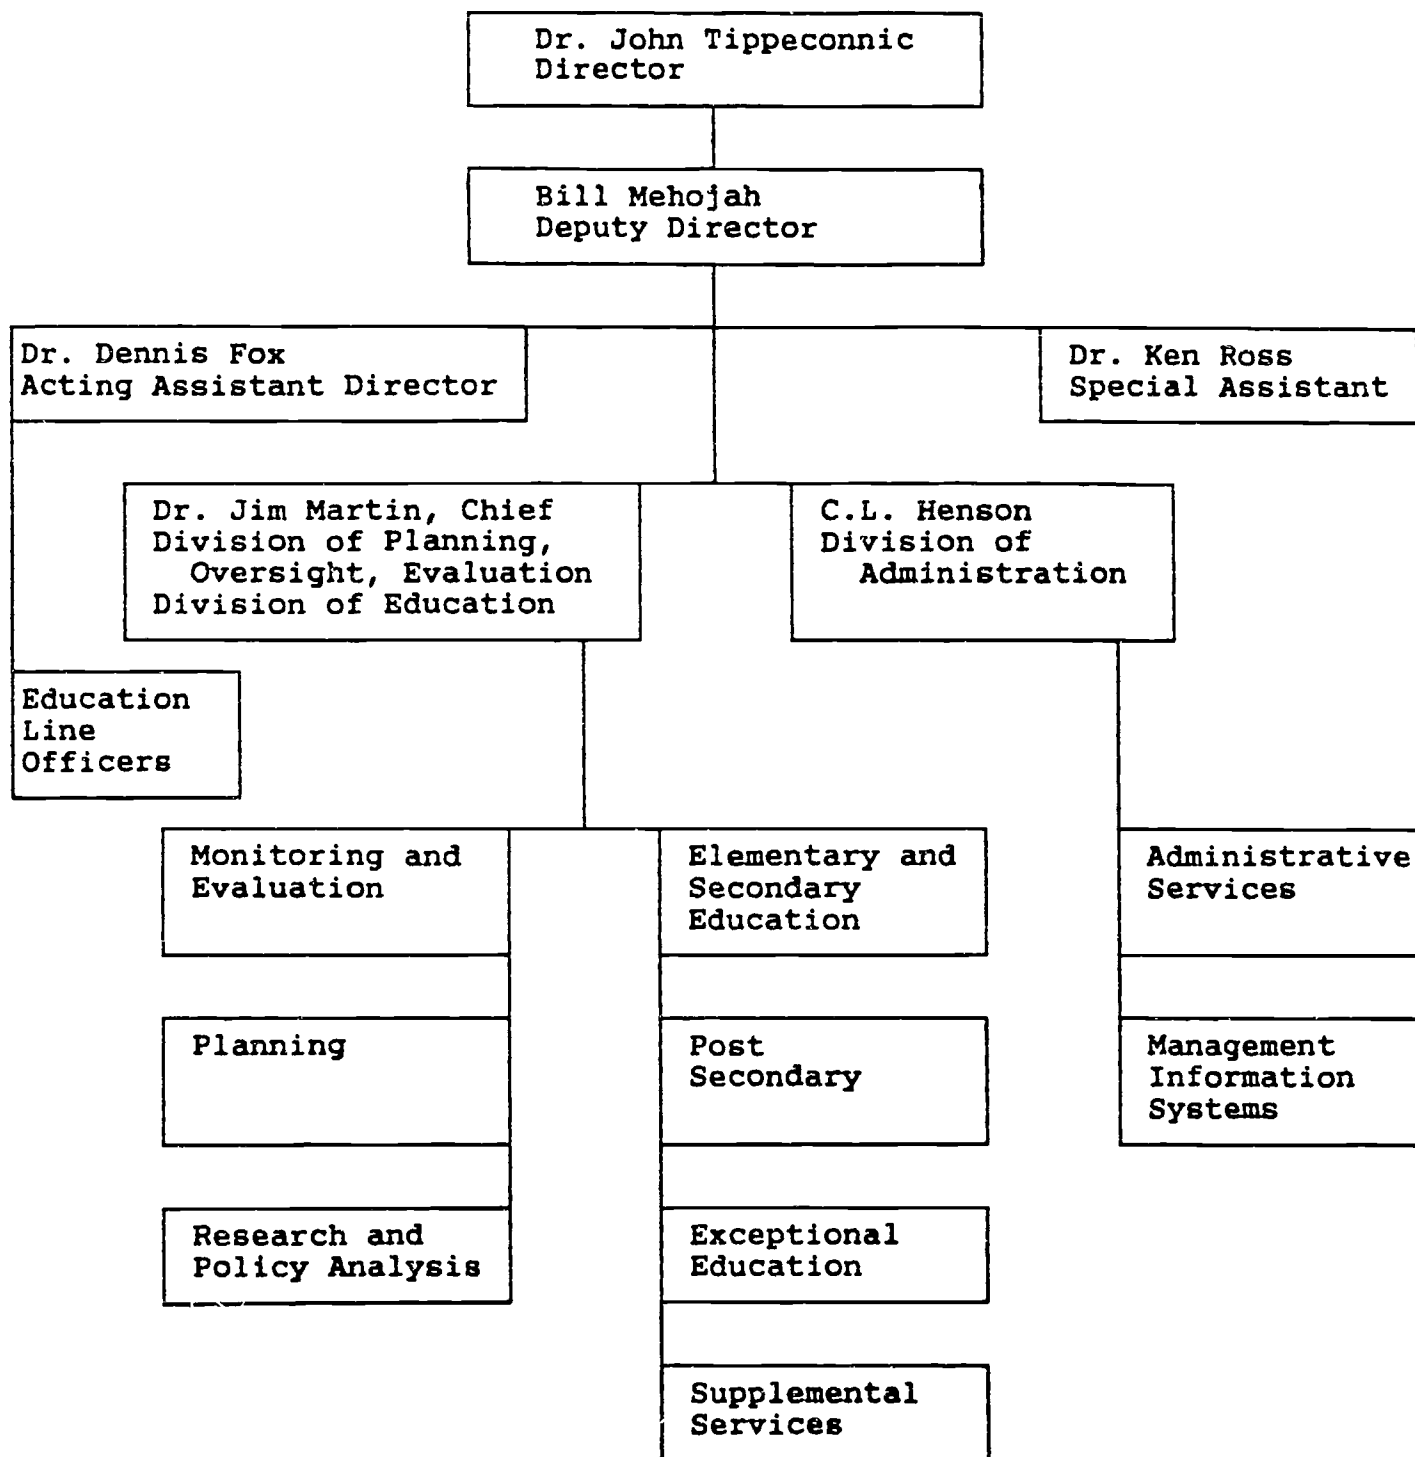 Dr. John Tippeconnic
Director
Bill Mehojah
Deputy Director
Dr. Dennis Fox
Acting Assistant Director
Dr. Ken Ross
Special Assistant
Dr. Jim Martin, Chief
Division of Planning,
Oversight, Evaluation
Division of Education
C.L. Henson
Division of
Administration
Education
Line
Officers
Monitoring and
Evaluation
Elementary and
Secondary
Education
Administrative
Services
Planning
Post
Secondary
Management
Information
Systems
Research and
Policy Analysis
Exceptional
Education
Supplemental
Services